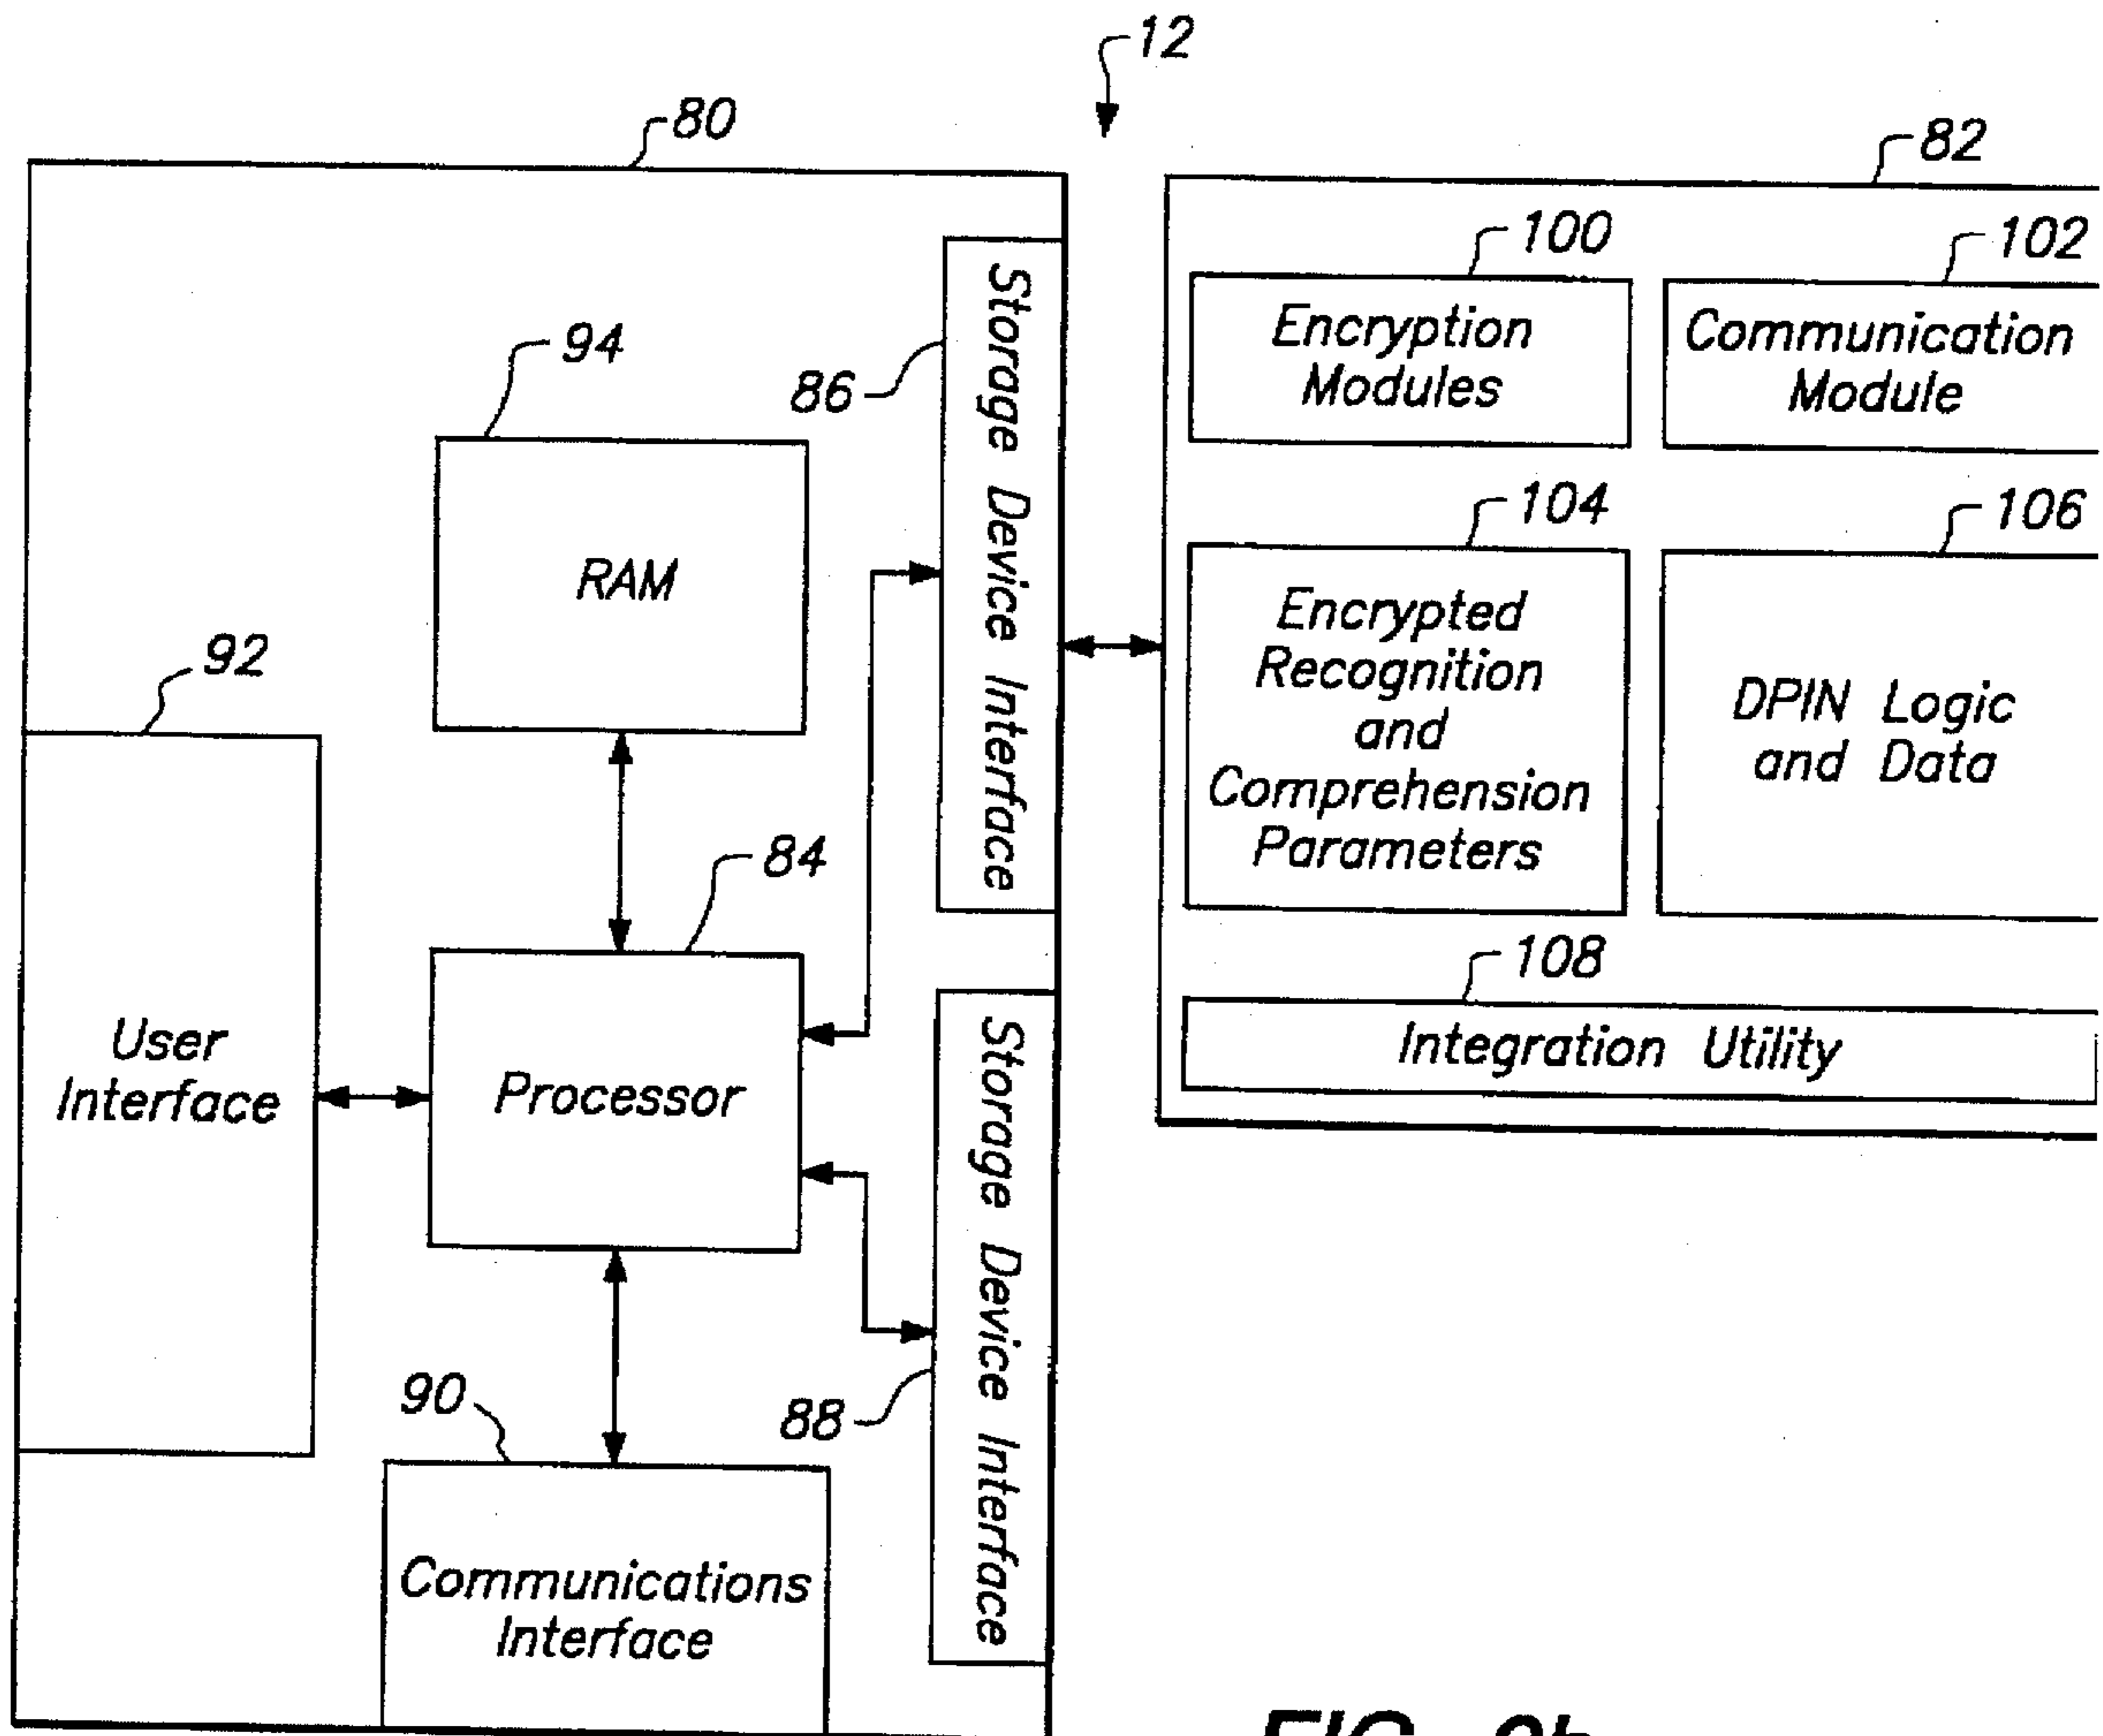 12
80
82
100
102
Encryption
Modules
Communication
Module
94
86
Storage Device Interface
RAM
104
106
Encrypted
Recognition
and
Comprehension
Parameters
DPIN Logic
and Data
92
84
User
Interface
Processor
108
Integration Utility
90
88
Storage Device Interface
Communications
Interface